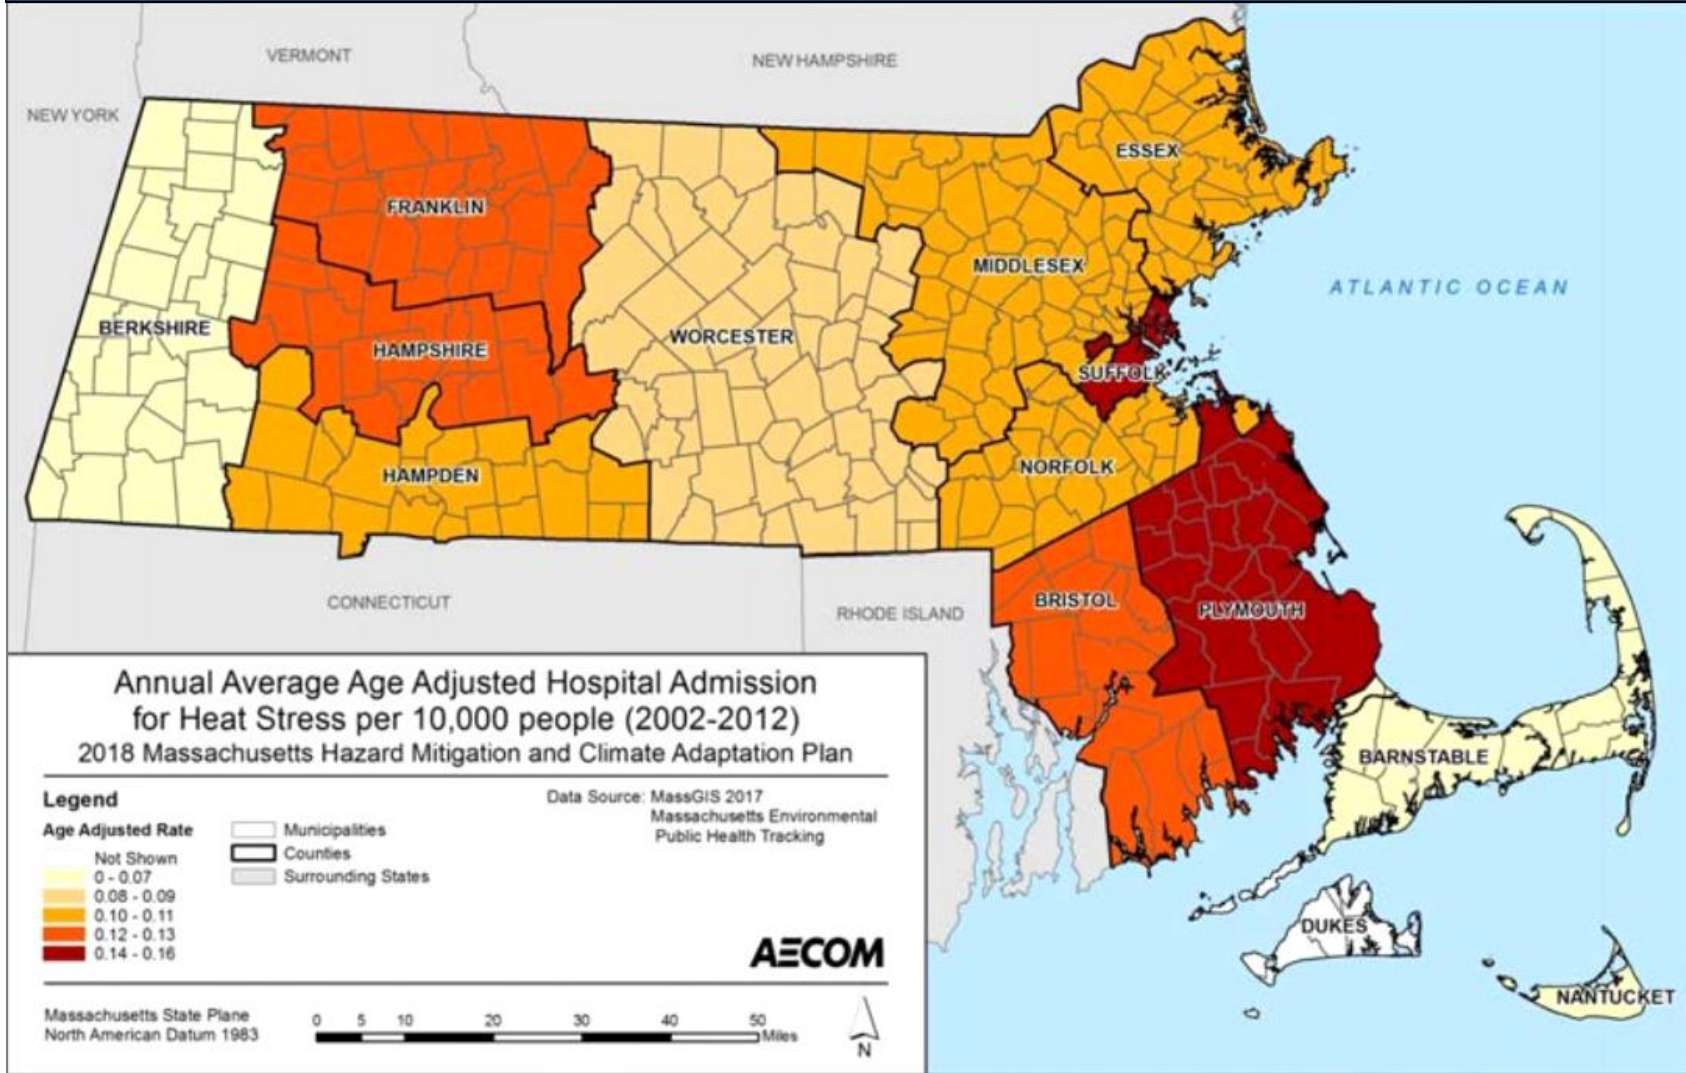 VERMONT
NEW HAMPSHIRE
NEW YORK
ESSEX
FRANKLIN
MIDDLESEX
ATLANTIC OCEAN
BERKSHIRE
WORCESTER
HAMPSHIRE
SUFFOLK
NORFOLK
HAMPDEN
CONNECTICUT
RHODE ISLAND
BRISTOL
PLYMOUTH
BARNSTABLE
DUKES
NANTUCKET
Annual Average Age Adjusted Hospital Admission
for Heat Stress per 10,000 people (2002-2012)
2018 Massachusetts Hazard Mitigation and Climate Adaptation Plan
Legend
Age Adjusted Rate
Not Shown
0 - 0.07
0.08 - 0.09
0.10 - 0.11
0.12 - 0.13
0.14 - 0.16
Municipalities
Counties
Surrounding States
Data Source: MassGIS 2017
Massachusetts Environmental
Public Health Tracking
AECOM
Massachusetts State Plane
North American Datum 1983
0 5 10 20 30 40 50
Miles
N